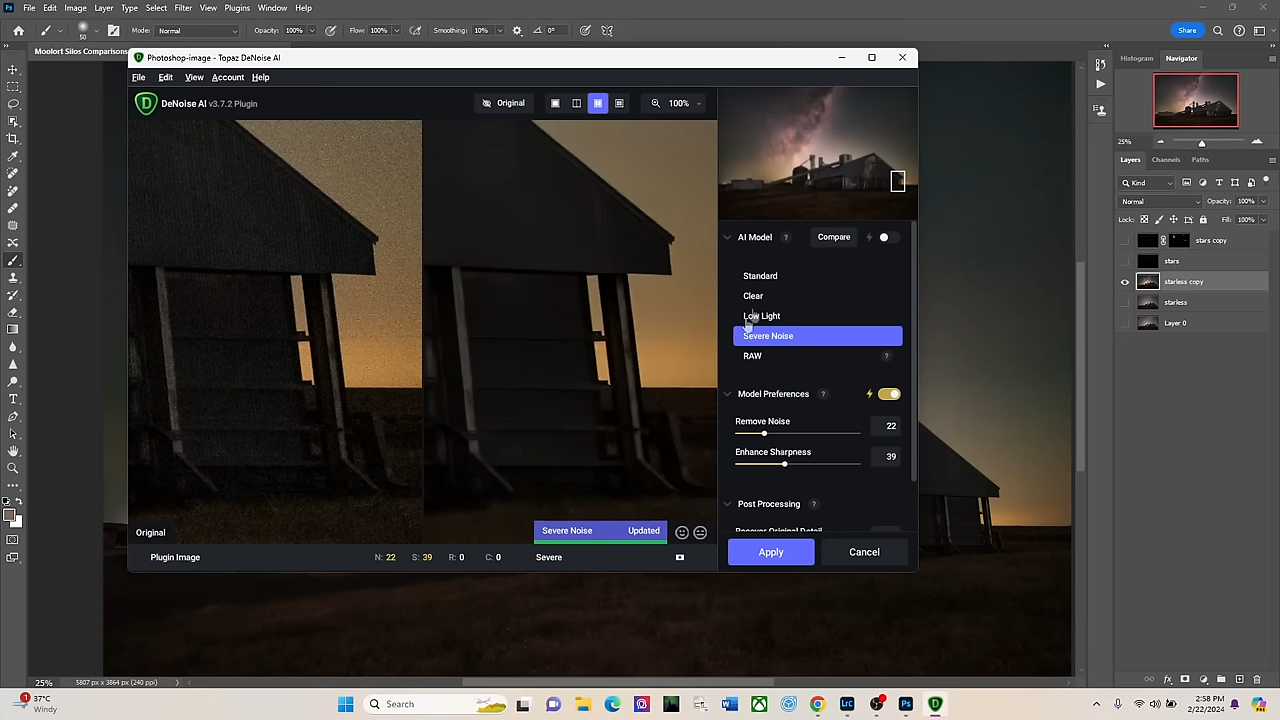 File Edit Image Layer Type Select Filter View Plugins Window Help
50 Mode: Normal Opacity: 100% Flow: 100% Smoothing: 10% 0° Share
Moolort Silos Comparisons
Photoshop-image - Topaz DeNoise AI
File Edit View Account Help
DeNoise AI v3.7.2 Plugin Original 100%
AI Model Compare
Standard
Clear
Low Light
Severe Noise
RAW
Model Preferences
Remove Noise 22
Enhance Sharpness 39
Post Processing
Recover Original Detail
Apply Cancel
Original
Severe Noise Updated
Plugin Image N: 22 S: 39 R: 0 C: 0 Severe
Histogram Navigator
25%
Layers Channels Paths
Kind
Normal Opacity: 100%
Lock: Fill: 100%
stars copy
stars
starless copy
starless
Layer 0
25% 5807 px x 3864 px (240 ppi)
1 37°C
Windy
Search
2:58 PM
2/22/2024